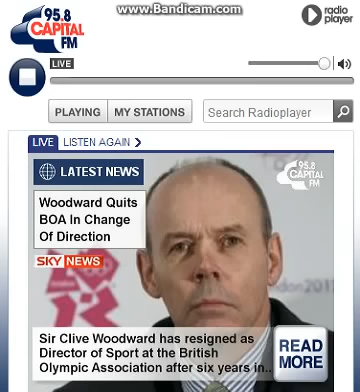 www.Bandicam.com
95.8
CAPITAL
FM
radio
player
LIVE
PLAYING
MY STATIONS
Search Radioplayer
LIVE
LISTEN AGAIN
LATEST NEWS
95.8
CAPITAL
FM
Woodward Quits
BOA In Change
Of Direction
sky NEWS
Sir Clive Woodward has resigned as
Director of Sport at the British
Olympic Association after six years in..
READ
MORE